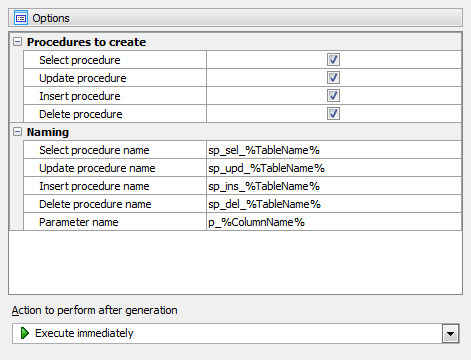 Options
Procedures to create
Select procedure
Update procedure
Insert procedure
Delete procedure
Naming
Select procedure name sp_sel_%TableName%
Update procedure name sp_upd_%TableName%
Insert procedure name sp_ins_%TableName%
Delete procedure name sp_del_%TableName%
Parameter name p_%ColumnName%
Action to perform after generation
Execute immediately